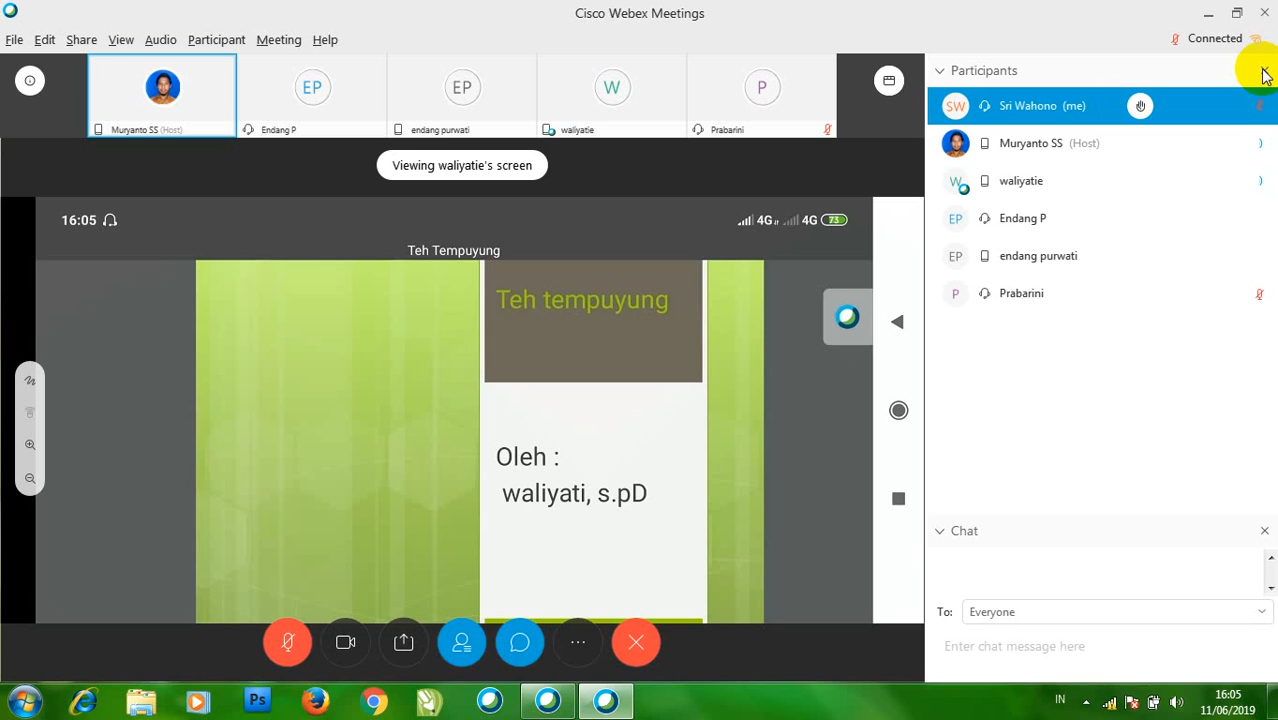 Cisco Webex Meetings
File Edit Share View Audio Participant Meeting Help
Connected
Muryanto SS (Host)
EP
Endang P
EP
endang purwati
W
waliyatie
P
Prabarini
Viewing waliyatie's screen
16:05
4G
4G
73
Teh Tempuyung
Teh tempuyung
Oleh :
waliyati, s.pD
Participants
SW Sri Wahono (me)
Muryanto SS (Host)
W waliyatie
EP Endang P
EP endang purwati
P Prabarini
Chat
To: Everyone
Enter chat message here
Ps
IN
16:05
11/06/2019